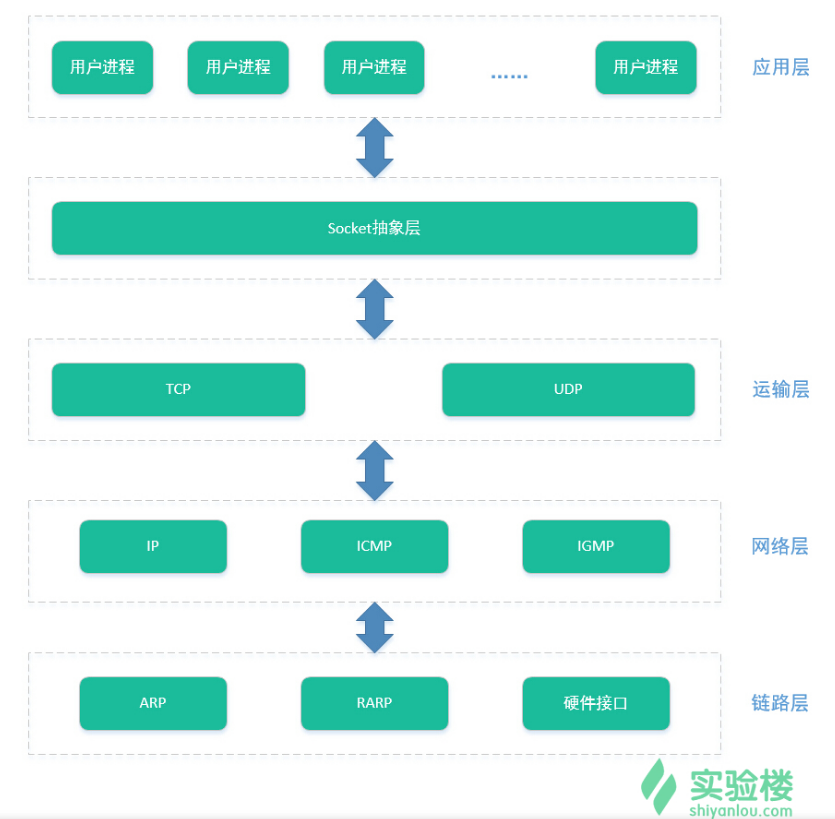 用户进程 用户进程 用户进程 ...... 用户进程 应用层
Socket抽象层
TCP UDP 运输层
IP ICMP IGMP 网络层
ARP RARP 硬件接口 链路层
实验楼
shiyanlou.com